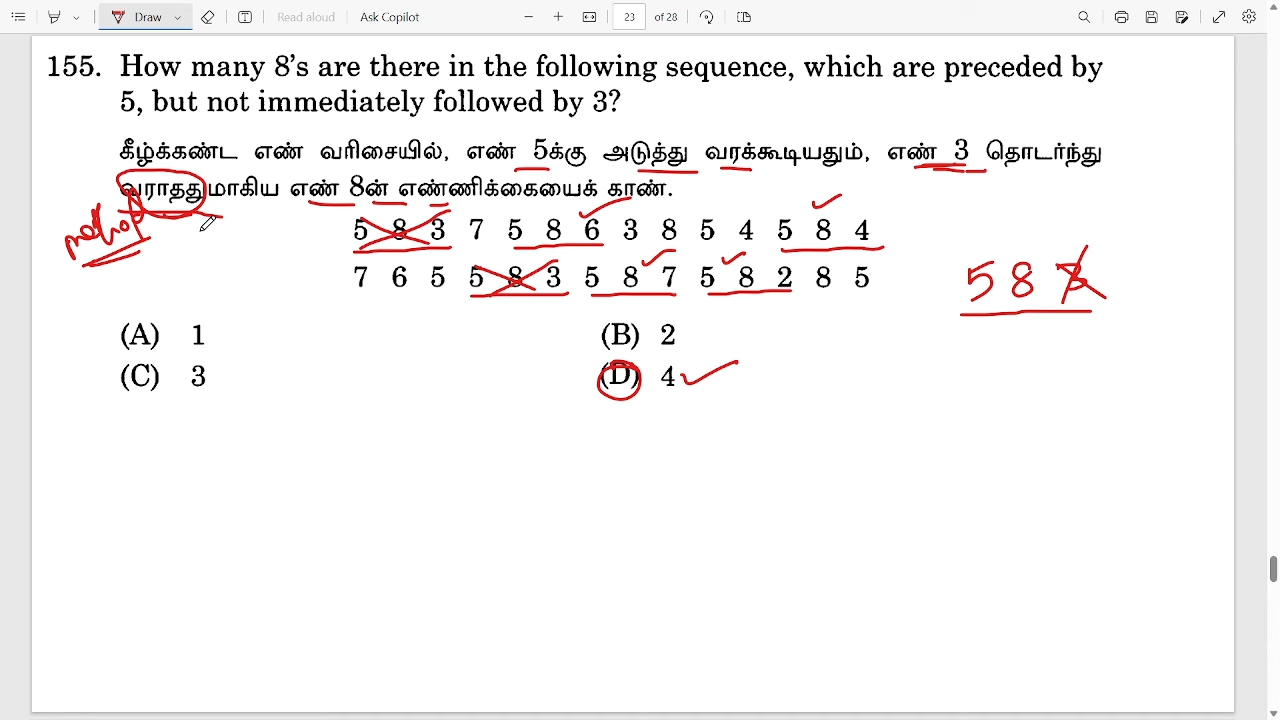 Draw
Read aloud
Ask Copilot
23 of 28
155. How many 8's are there in the following sequence, which are preceded by
5, but not immediately followed by 3?
கீழ்க்கண்ட எண் வரிசையில், எண் 5க்கு அடுத்து வரக்கூடியதும், எண் 3 தொடர்ந்து
வராததுமாகிய எண் 8ன் எண்ணிக்கையைக் காண்.
5 8 3 7 5 8 6 3 8 5 4 5 8 4
7 6 5 5 8 3 5 8 7 5 8 2 8 5
5 8 3
(A) 1
(B) 2
(C) 3
(D) 4